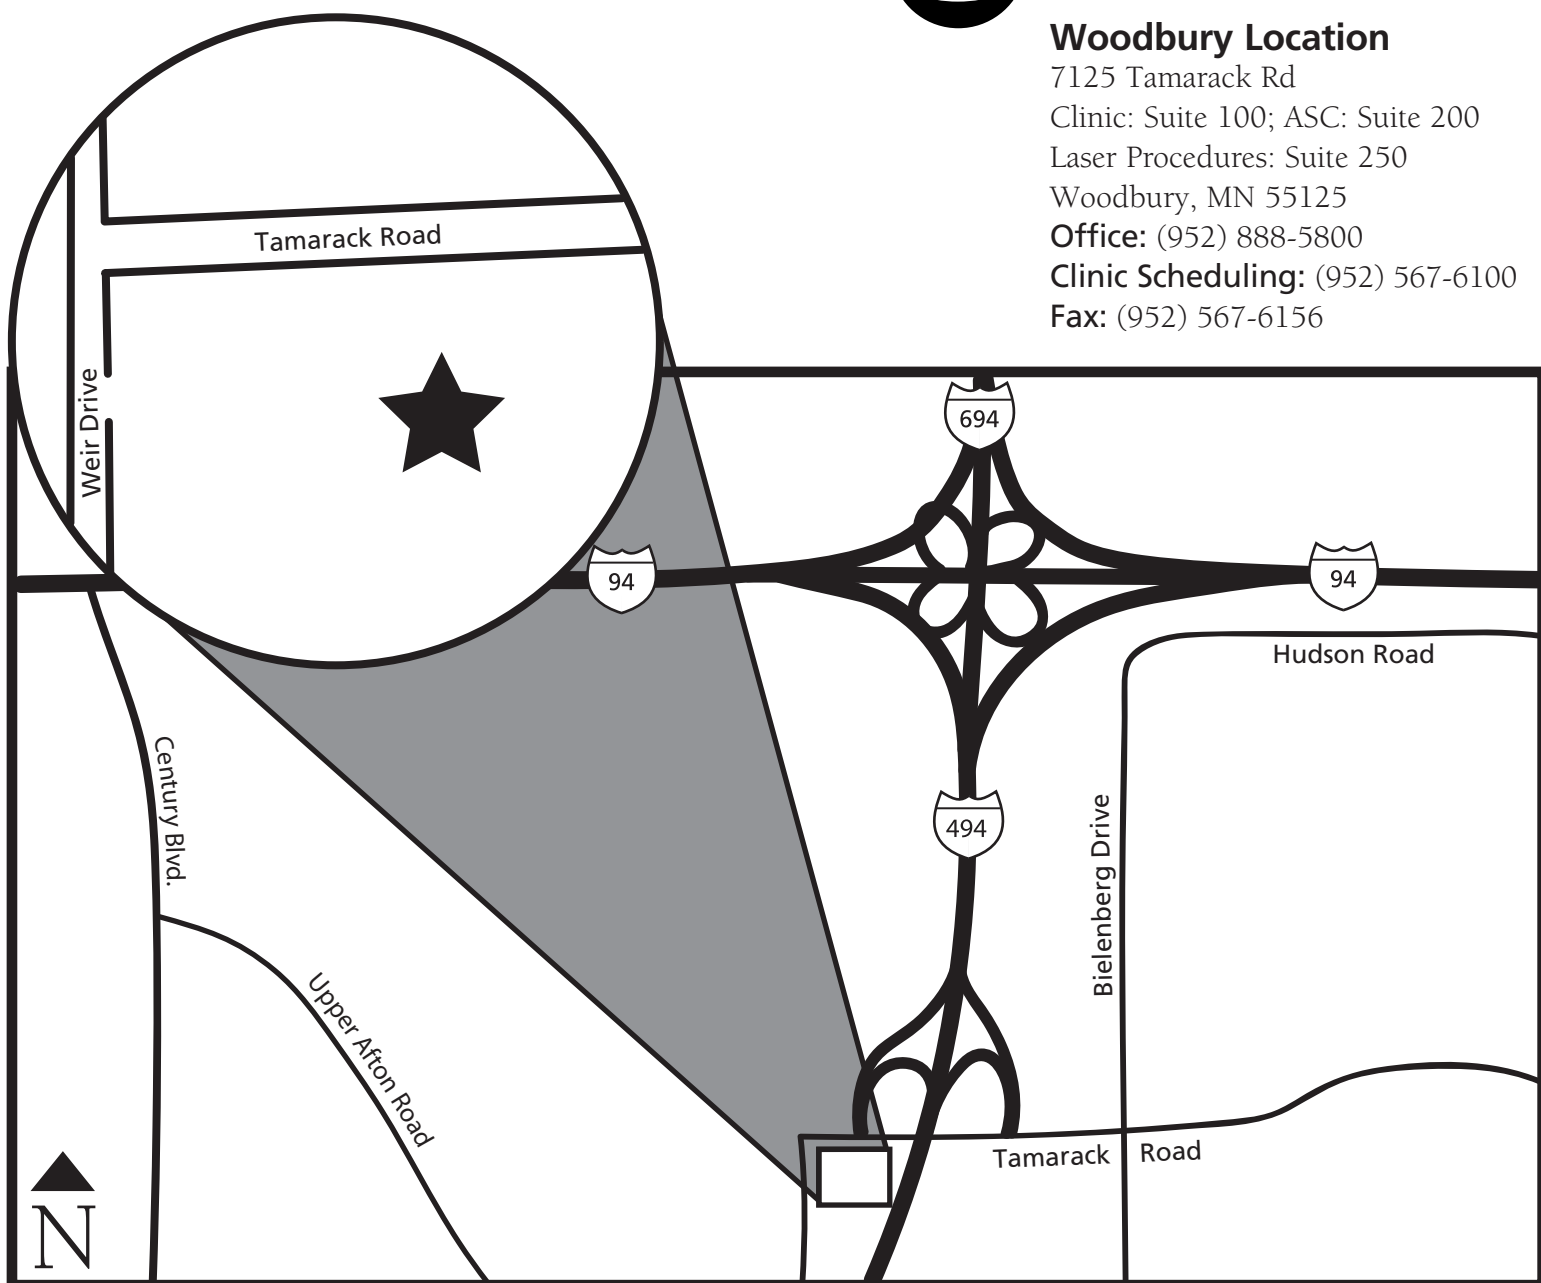 Woodbury Location
7125 Tamarack Rd
Clinic: Suite 100; ASC: Suite 200
Laser Procedures: Suite 250
Woodbury, MN 55125
Office: (952) 888-5800
Clinic Scheduling: (952) 567-6100
Fax: (952) 567-6156
Tamarack Road
Weir Drive
694
94
94
Hudson Road
Century Blvd.
494
Bielenberg Drive
Upper Afton Road
Tamarack Road
N